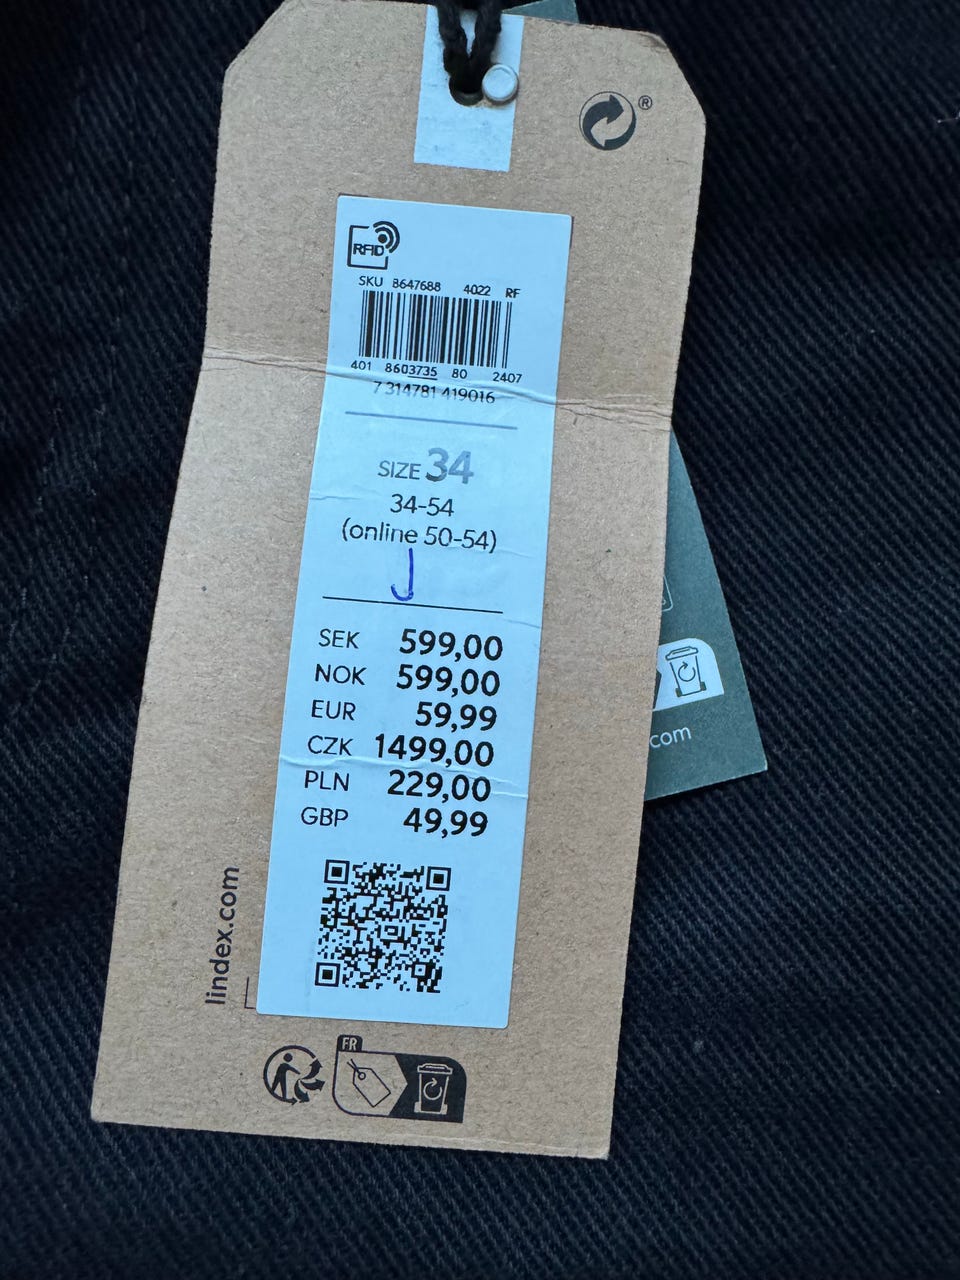 ®
RFID
SKU 8647688 4022 RF
401 8603735 80 2407
7 314781 419016
SIZE 34
34-54
(online 50-54)
J
SEK 599,00
NOK 599,00
EUR 59,99
CZK 1499,00
PLN 229,00
GBP 49,99
lindex.com
FR
.com